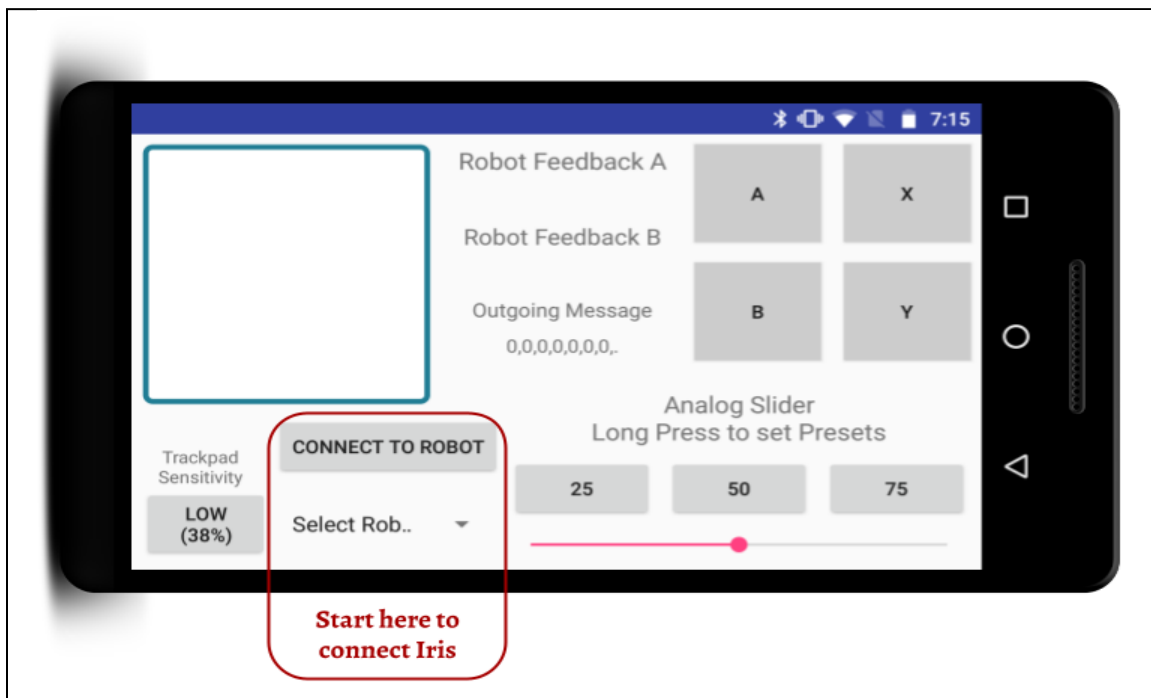 7:15
Robot Feedback A
A
X
Robot Feedback B
Outgoing Message
0,0,0,0,0,0,0,.
B
Y
Analog Slider
Long Press to set Presets
Trackpad
Sensitivity
LOW
(38%)
CONNECT TO ROBOT
Select Rob..
25
50
75
Start here to
connect Iris